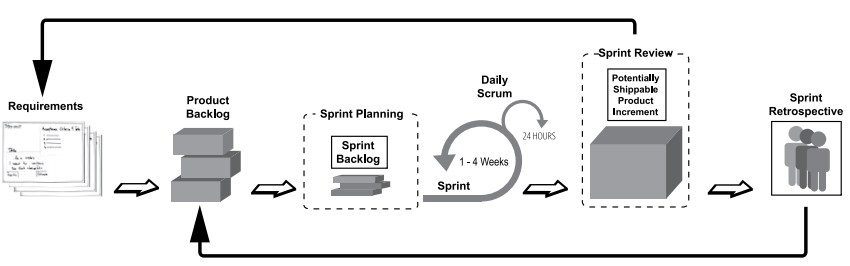 Sprint Review
Potentially
Shippable
Product
Increment
Daily
Scrum
Requirements
Product
Backlog
Sprint Planning
Sprint
Backlog
24 HOURS
1 - 4 Weeks
Sprint
Sprint
Retrospective